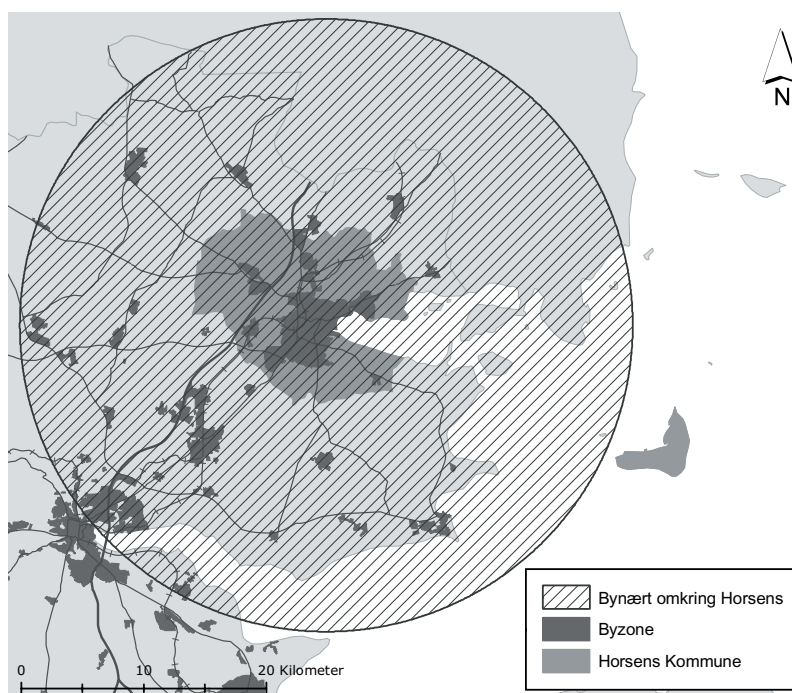 N
Bynært omkring Horsens
Byzone
Horsens Kommune
0 10 20 Kilometer